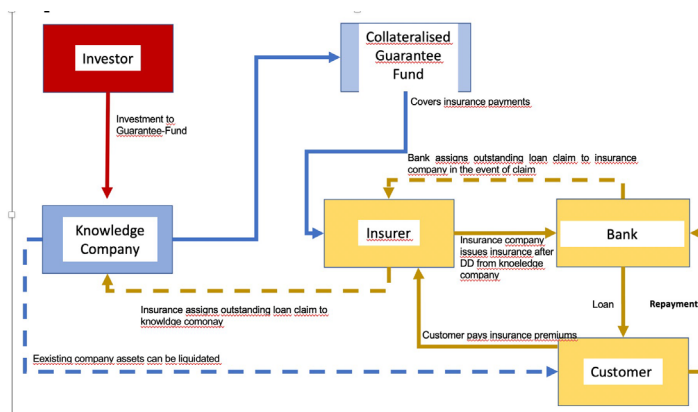 Collateralised
Guarantee
Fund
Investor
Investment to
Guarantee-Fund
Covers insurance payments
Bank assigns outstanding loan claim to insurance
company in the event of claim
Knowledge
Company
Insurer
Bank
Insurance company
issues insurance after
DD from knoeledge
company
Insurance assigns outstanding loan claim to
knowldge comonay
Loan
Repayment
Customer pays insurance premiums
Eexisting company assets can be liquidated
Customer